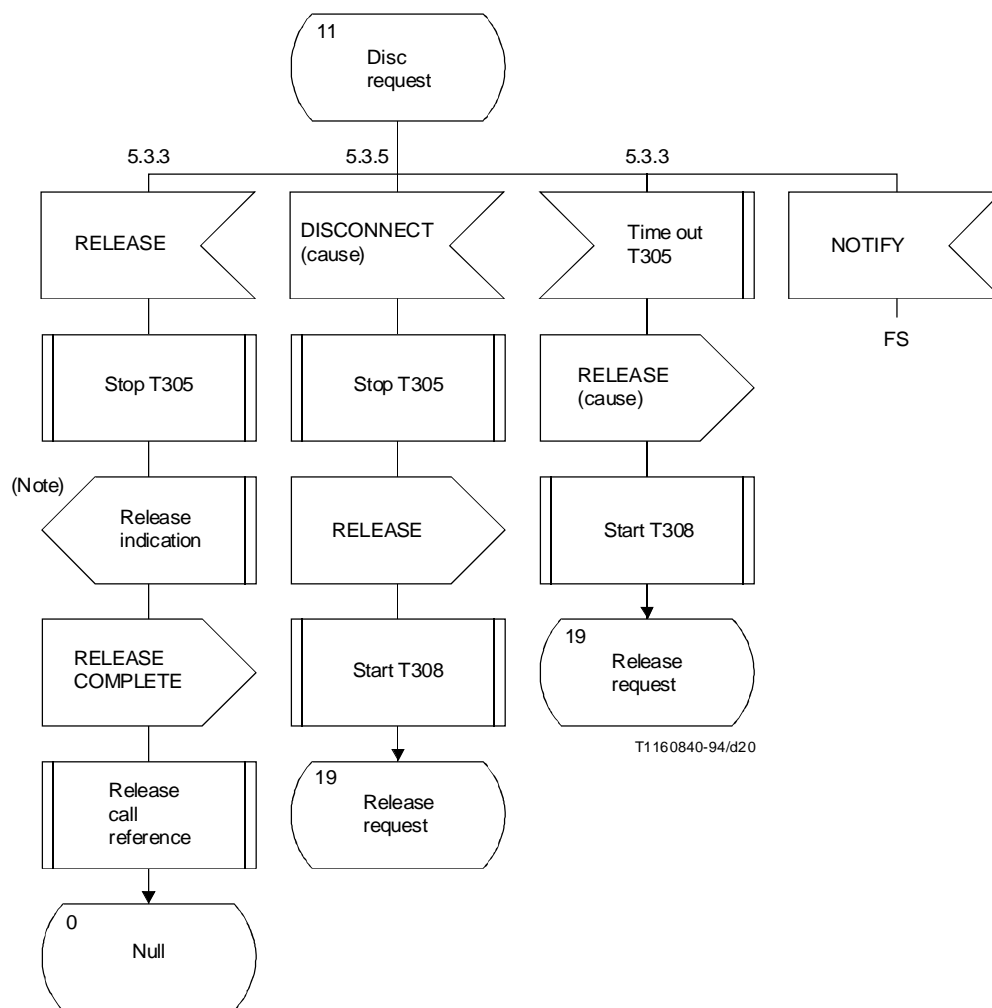 11
Disc
request
5.3.3
5.3.5
5.3.3
RELEASE
DISCONNECT
(cause)
Time out
T305
NOTIFY
FS
Stop T305
Stop T305
RELEASE
(cause)
(Note)
Release
indication
RELEASE
Start T308
RELEASE
COMPLETE
Start T308
19
Release
request
T1160840-94/d20
Release
call
reference
19
Release
request
0
Null